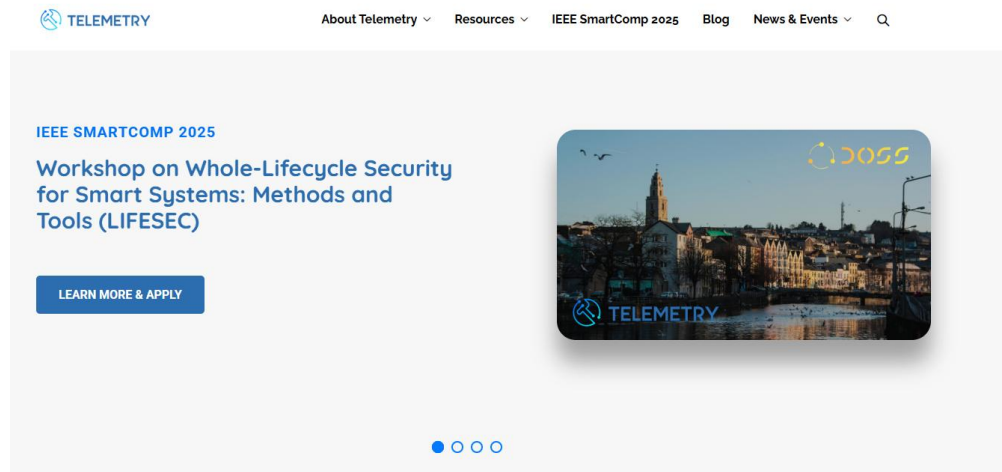 TELEMETRY
About Telemetry
Resources
IEEE SmartComp 2025
Blog
News & Events
IEEE SMARTCOMP 2025
Workshop on Whole-Lifecycle Security
for Smart Systems: Methods and
Tools (LIFESEC)
LEARN MORE & APPLY
DOSS
TELEMETRY